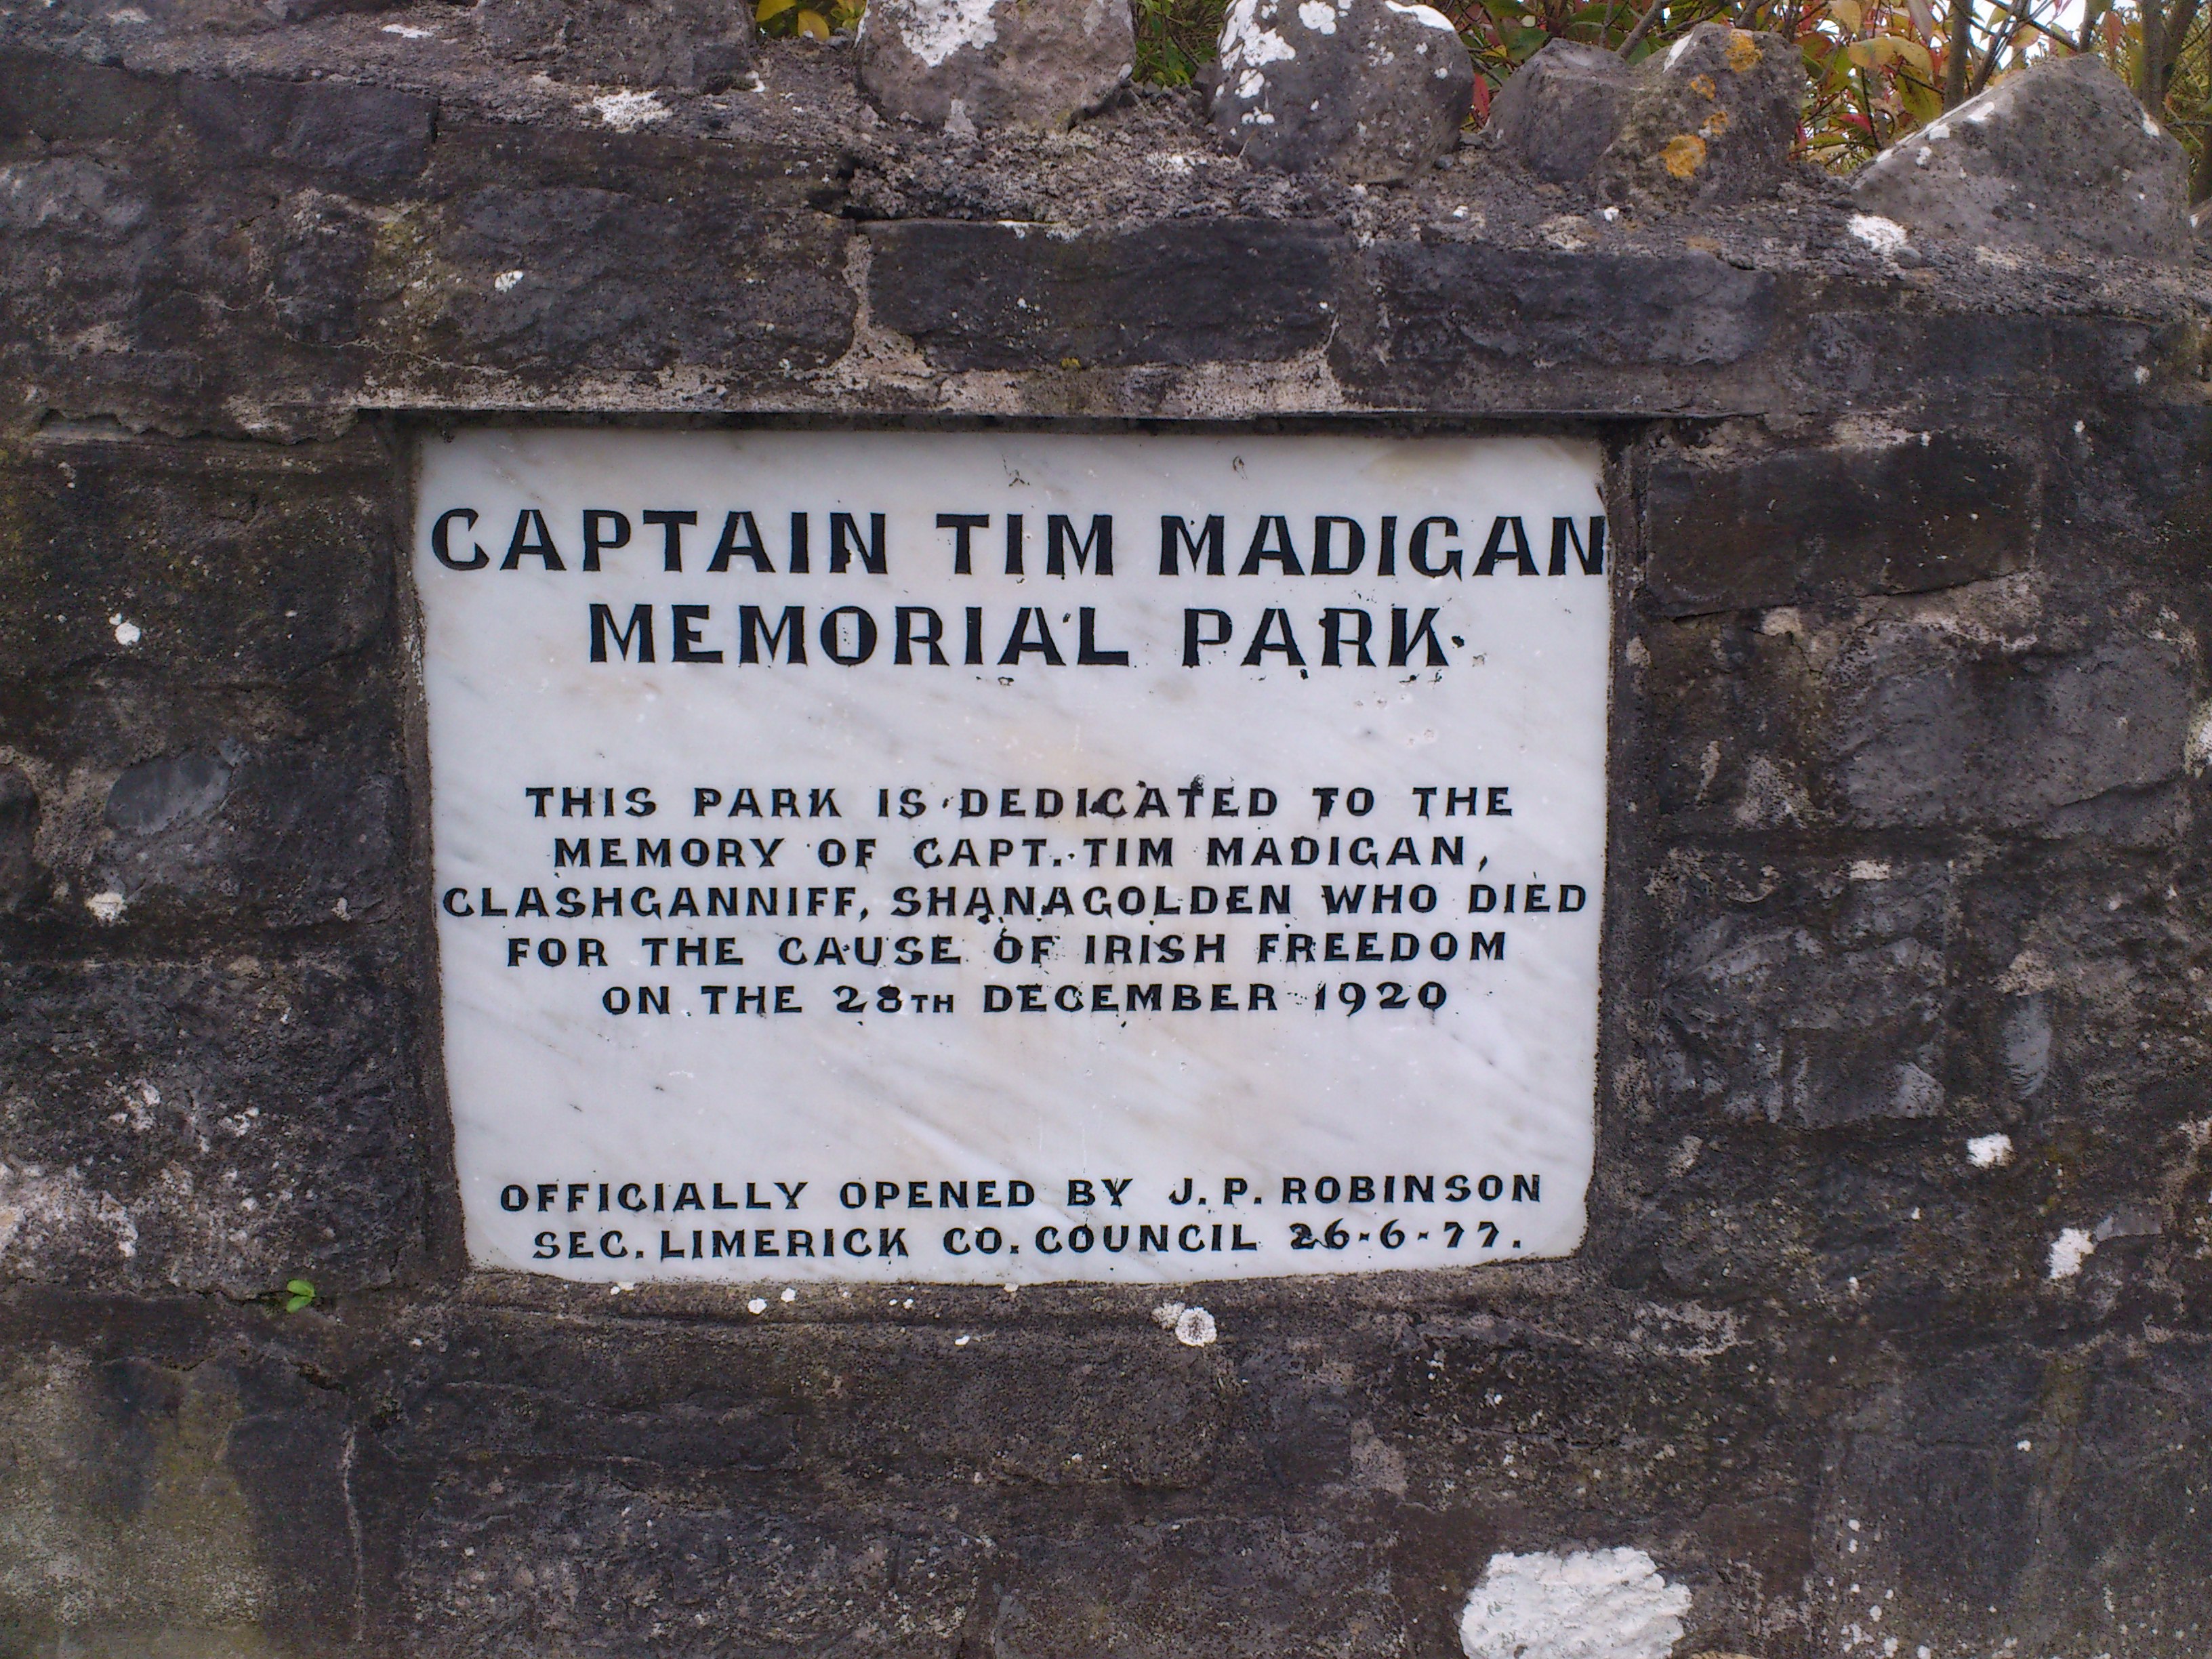 CAPTAIN TIM MADIGAN
MEMORIAL PARK.
THIS PARK IS DEDICATED TO THE
MEMORY OF CAPT. TIM MADIGAN,
CLASHGANNIFF, SHANAGOLDEN WHO DIED
FOR THE CAUSE OF IRISH FREEDOM
ON THE 28TH DECEMBER 1920
OFFICIALLY OPENED BY J. P. ROBINSON
SEC. LIMERICK CO. COUNCIL 26-6-77.